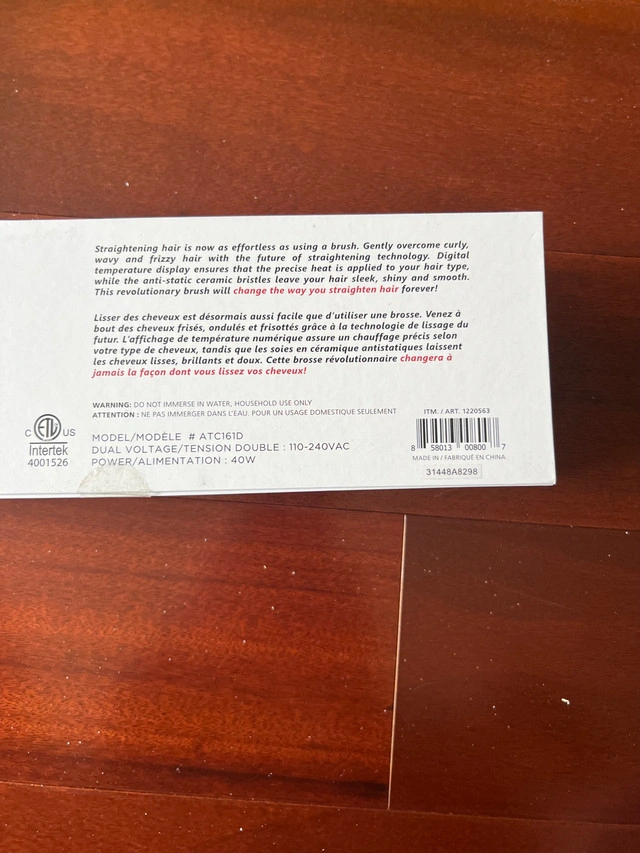 Straightening hair is now as effortless as using a brush. Gently overcome curly,
wavy and frizzy hair with the future of straightening technology. Digital
temperature display ensures that the precise heat is applied to your hair type,
while the anti-static ceramic bristles leave your hair sleek, shiny and smooth.
This revolutionary brush will change the way you straighten hair forever!
Lisser des cheveux est désormais aussi facile que d'utiliser une brosse. Venez à
bout des cheveux frisés, ondulés et frisottés grâce à la technologie de lissage du
futur. L'affichage de température numérique assure un chauffage précis selon
votre type de cheveux, tandis que les soies en céramique antistatiques laissent
les cheveux lisses, brillants et doux. Cette brosse révolutionnaire changera à
jamais la façon dont vous lissez vos cheveux!
WARNING: DO NOT IMMERSE IN WATER, HOUSEHOLD USE ONLY
ATTENTION : NE PAS IMMERGER DANS L'EAU. POUR UN USAGE DOMESTIQUE SEULEMENT
C ETL US
Intertek
4001526
MODEL/MODÈLE # ATC161D
DUAL VOLTAGE/TENSION DOUBLE : 110-240VAC
POWER/ALIMENTATION : 40W
ITM. / ART. 1220563
8 58013 00800 7
MADE IN / FABRIQUÉ EN CHINA
31448A8298